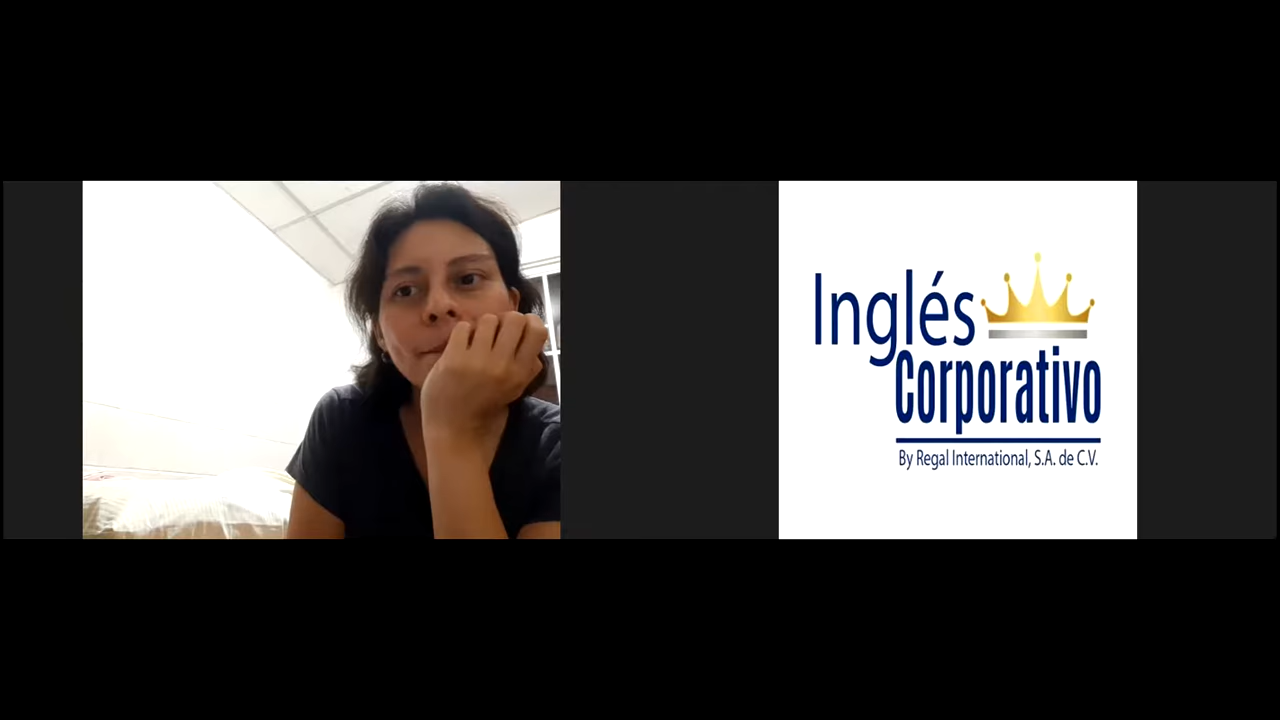 Inglés
Corporativo
By Regal International, S.A. de C.V.